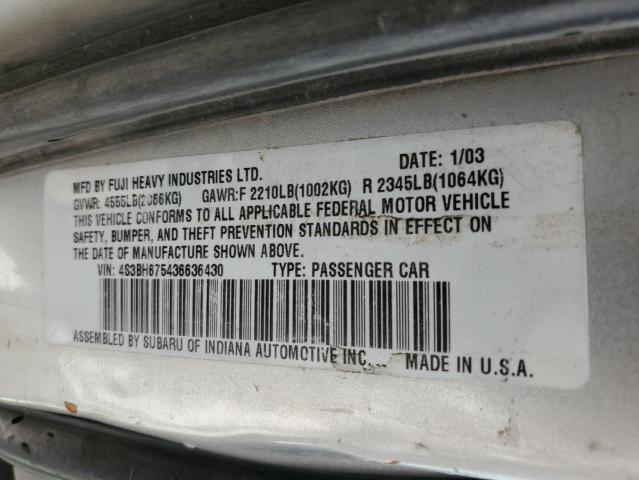 MFD BY FUJI HEAVY INDUSTRIES LTD. DATE: 1/03
GVWR: 4555LB(2066KG) GAWR:F 2210LB(1002KG) R 2345LB(1064KG)
THIS VEHICLE CONFORMS TO ALL APPLICABLE FEDERAL MOTOR VEHICLE
SAFETY, BUMPER, AND THEFT PREVENTION STANDARDS IN EFFECT ON
THE DATE OF MANUFACTURE SHOWN ABOVE.
VIN: 4S3BH675436636430 TYPE: PASSENGER CAR
ASSEMBLED BY SUBARU OF INDIANA AUTOMOTIVE INC. MADE IN U.S.A.